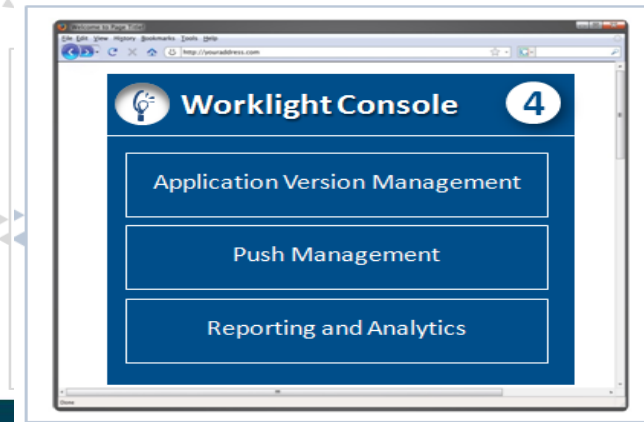 Welcome to Page Title
File Edit View History Bookmarks Tools Help
http://youraddress.com
Worklight Console 4
Application Version Management
Push Management
Reporting and Analytics
Done